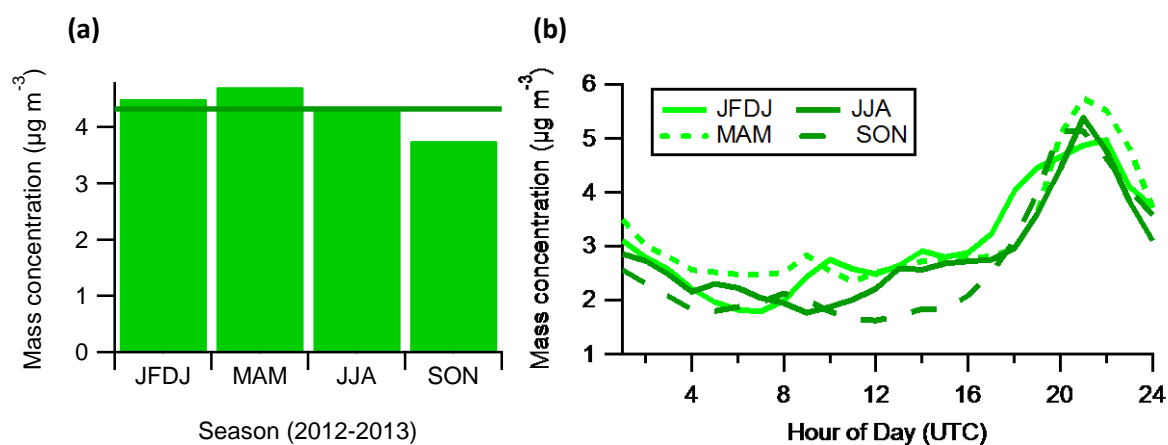 (a)
Mass concentration (µg m⁻³)
4
3
2
1
0
JFDJ MAM JJA SON
Season (2012-2013)
(b)
Mass concentration (µg m⁻³)
6
5
4
3
2
1
JFDJ JJA
MAM SON
4 8 12 16 20 24
Hour of Day (UTC)